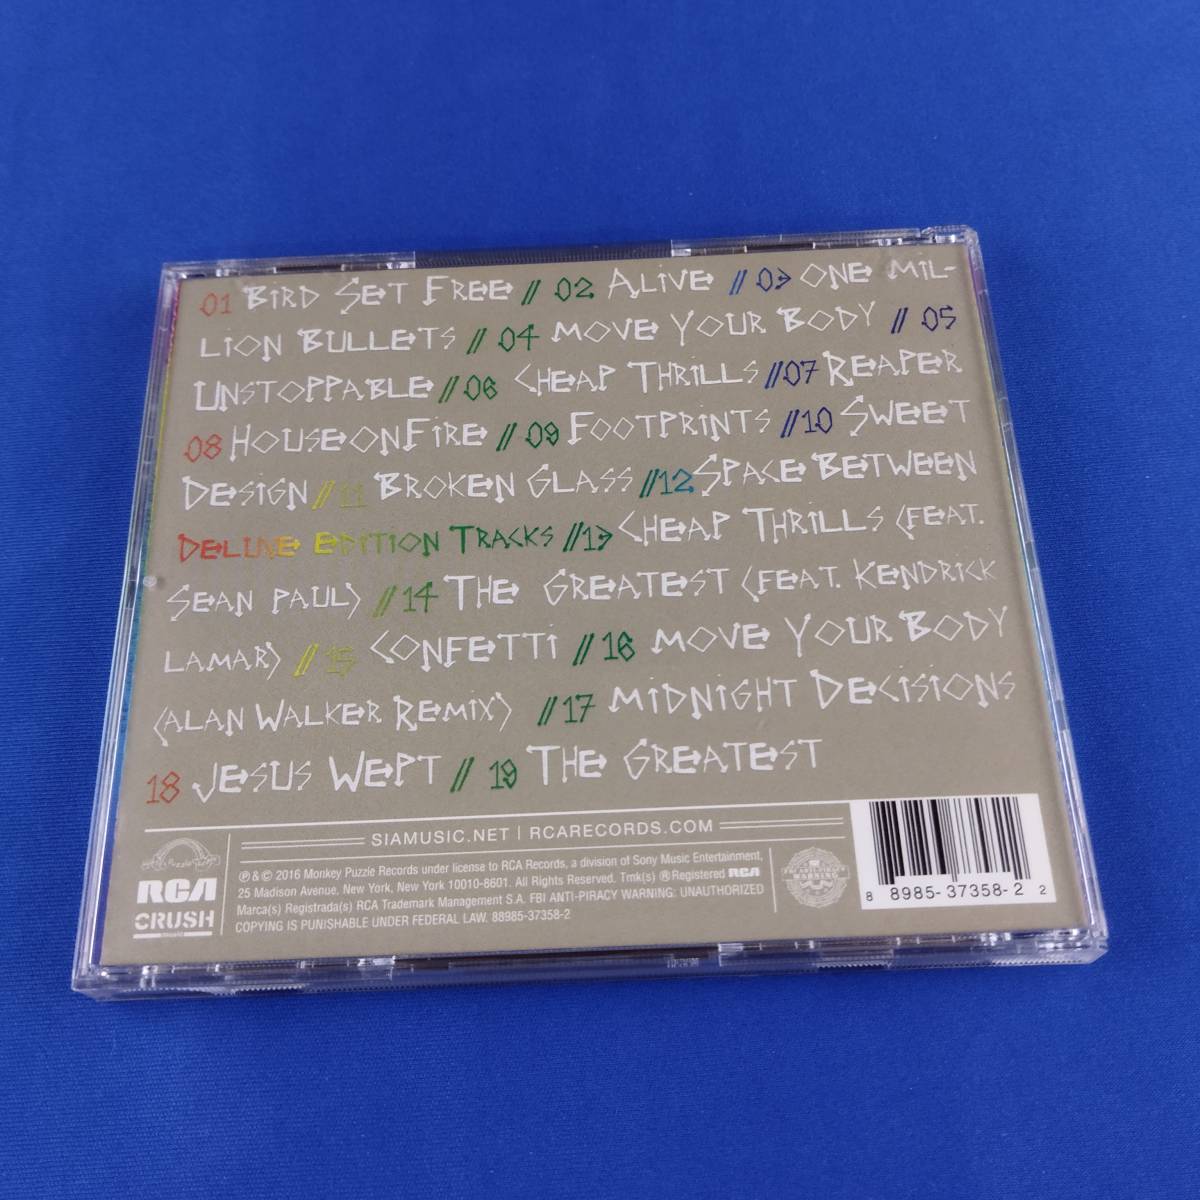 01 BiRD SET FREE // 02 ALiVE // 03 ONE MiL-
LiON BULLETS // 04 MOVE YOUR BODY // 05
UNSTOPPABLE // 06 CHEAP THRiLLS // 07 REAPER
08 HOUSE ON FiRE // 09 FOOTPRiNTS // 10 SWEET
DESiGN // 11 BROKEN GLASS // 12 SPACE BETWEEN
DELUXE EDiTiON TRACKS // 13 CHEAP THRiLLS (FEAT.
SEAN PAUL) // 14 THE GREATEST (FEAT. KENDRiCK
LAMAR) // 15 CONFETTi // 16 MOVE YOUR BODY
(ALAN WALKER REMiX) // 17 MiDNiGHT DECiSiONS
18 JESUS WEPT // 19 THE GREATEST
SIAMUSIC.NET | RCARECORDS.COM
RCA
CRUSH
℗ & © 2016 Monkey Puzzle Records under license to RCA Records, a division of Sony Music Entertainment,
25 Madison Avenue, New York, New York 10010-8601. All Rights Reserved. Tmk(s) ® Registered RCA
Marca(s) Registrada(s) RCA Trademark Management S.A. FBI ANTI-PIRACY WARNING: UNAUTHORIZED
COPYING IS PUNISHABLE UNDER FEDERAL LAW. 88985-37358-2
WARNING
8 88985-37358-2 2